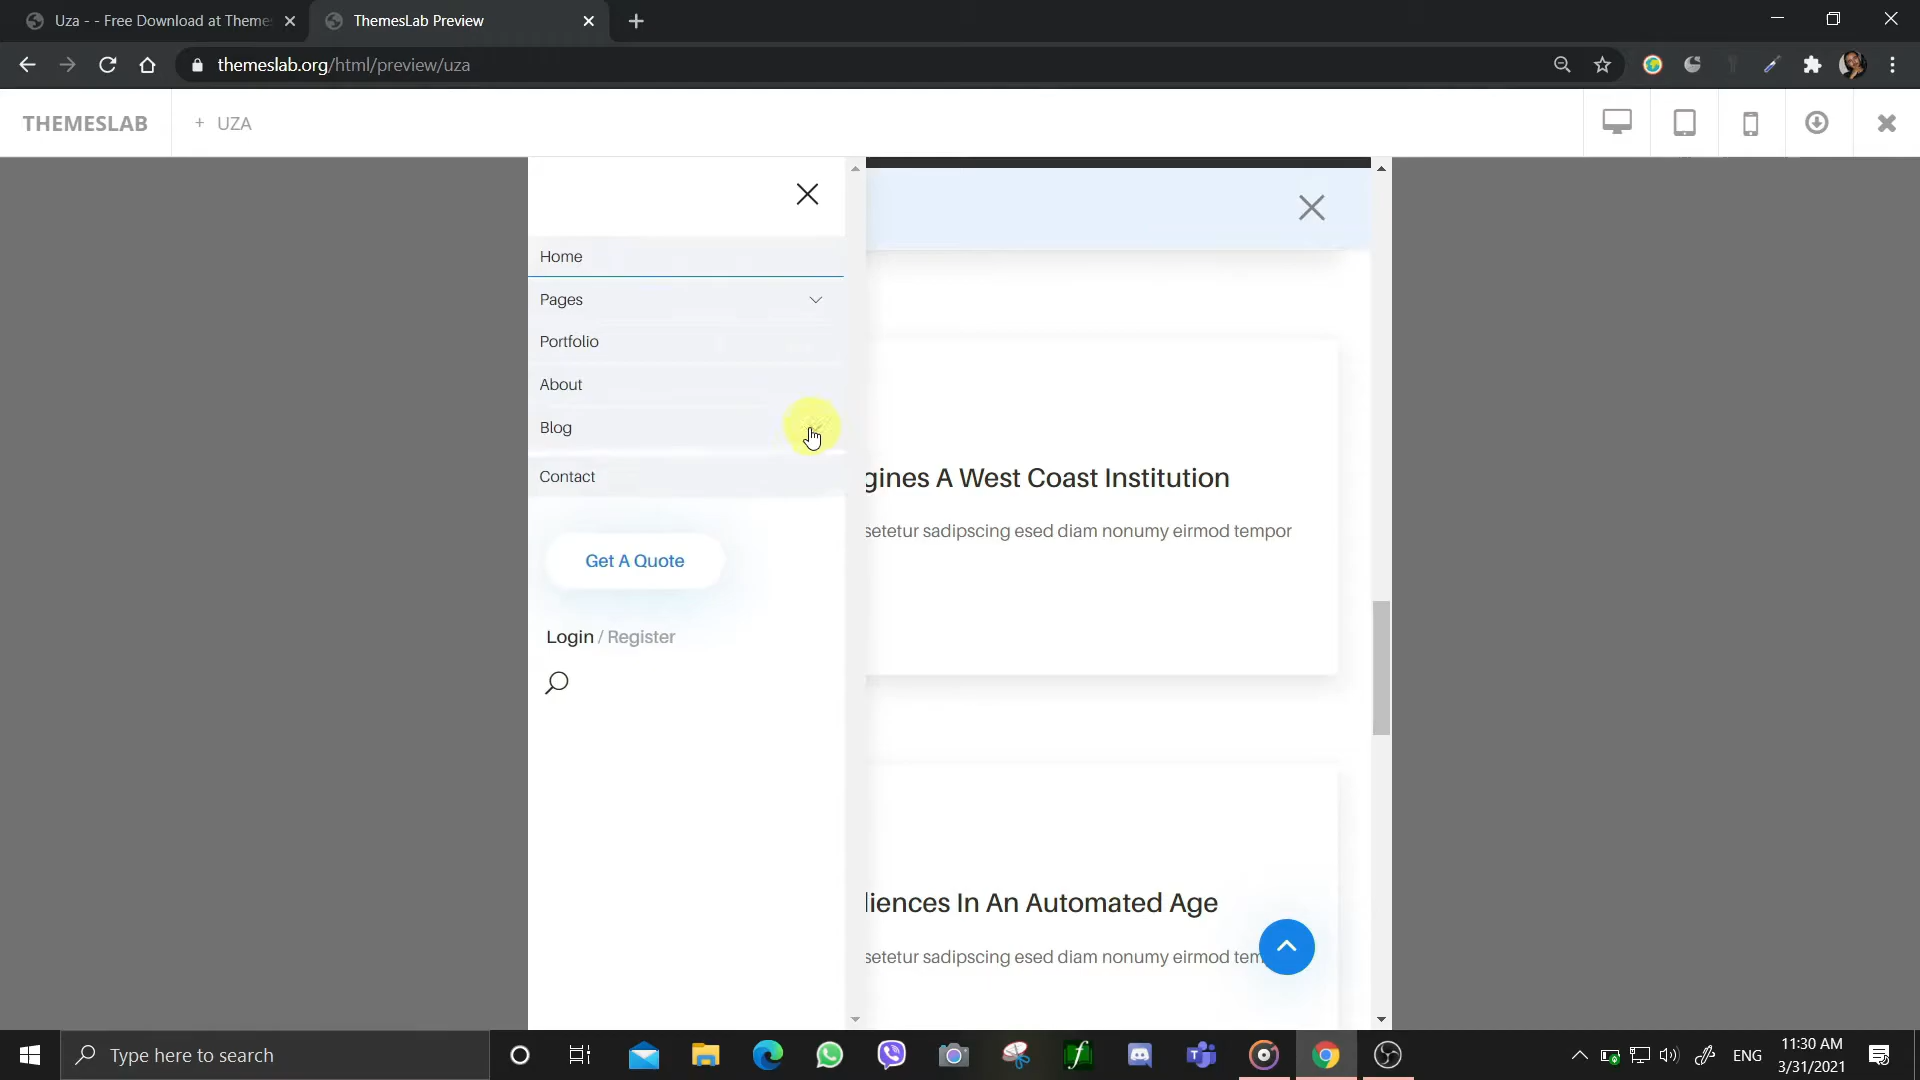 Uza - - Free Download at Theme
ThemesLab Preview
themeslab.org/html/preview/uza
THEMESLAB
+ UZA
Home
Pages
Portfolio
About
Blog
Contact
Get A Quote
Login / Register
gines A West Coast Institution
setetur sadipscing esed diam nonumy eirmod tempor
liences In An Automated Age
setetur sadipscing esed diam nonumy eirmod tem
Type here to search
ENG
11:30 AM
3/31/2021